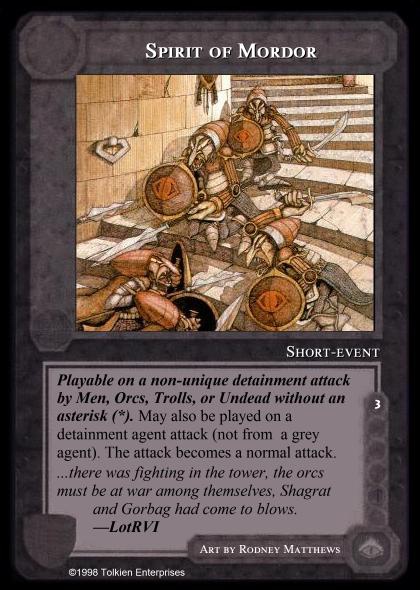 SPIRIT OF MORDOR
SHORT-EVENT
Playable on a non-unique detainment attack
by Men, Orcs, Trolls, or Undead without an
asterisk (*). May also be played on a
detainment agent attack (not from a grey
agent). The attack becomes a normal attack.
3
...there was fighting in the tower, the orcs
must be at war among themselves, Shagrat
and Gorbag had come to blows.
—LotRVI
ART BY RODNEY MATTHEWS
©1998 Tolkien Enterprises